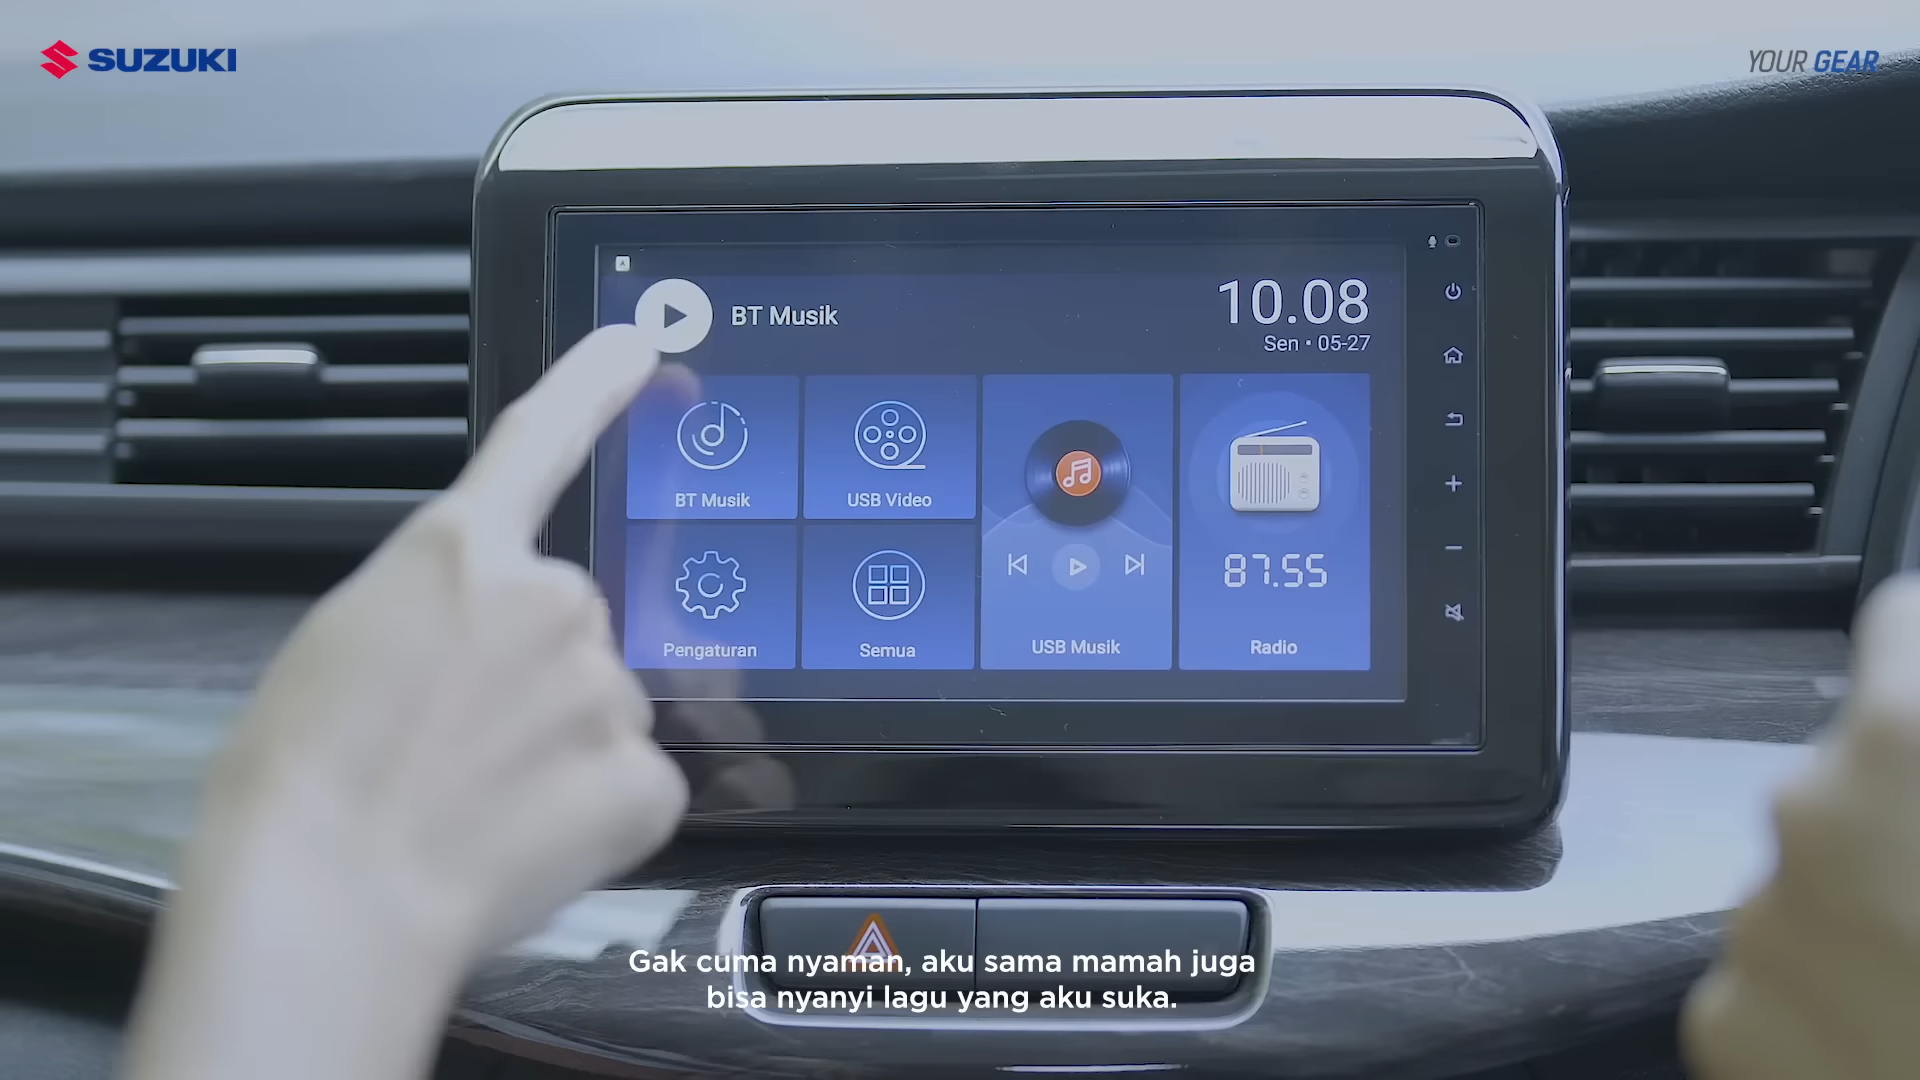 SUZUKI
YOUR GEAR
BT Musik
10.08
Sen • 05-27
BT Musik
USB Video
Pengaturan
Semua
USB Musik
87.55
Radio
Gak cuma nyaman, aku sama mamah juga
bisa nyanyi lagu yang aku suka.